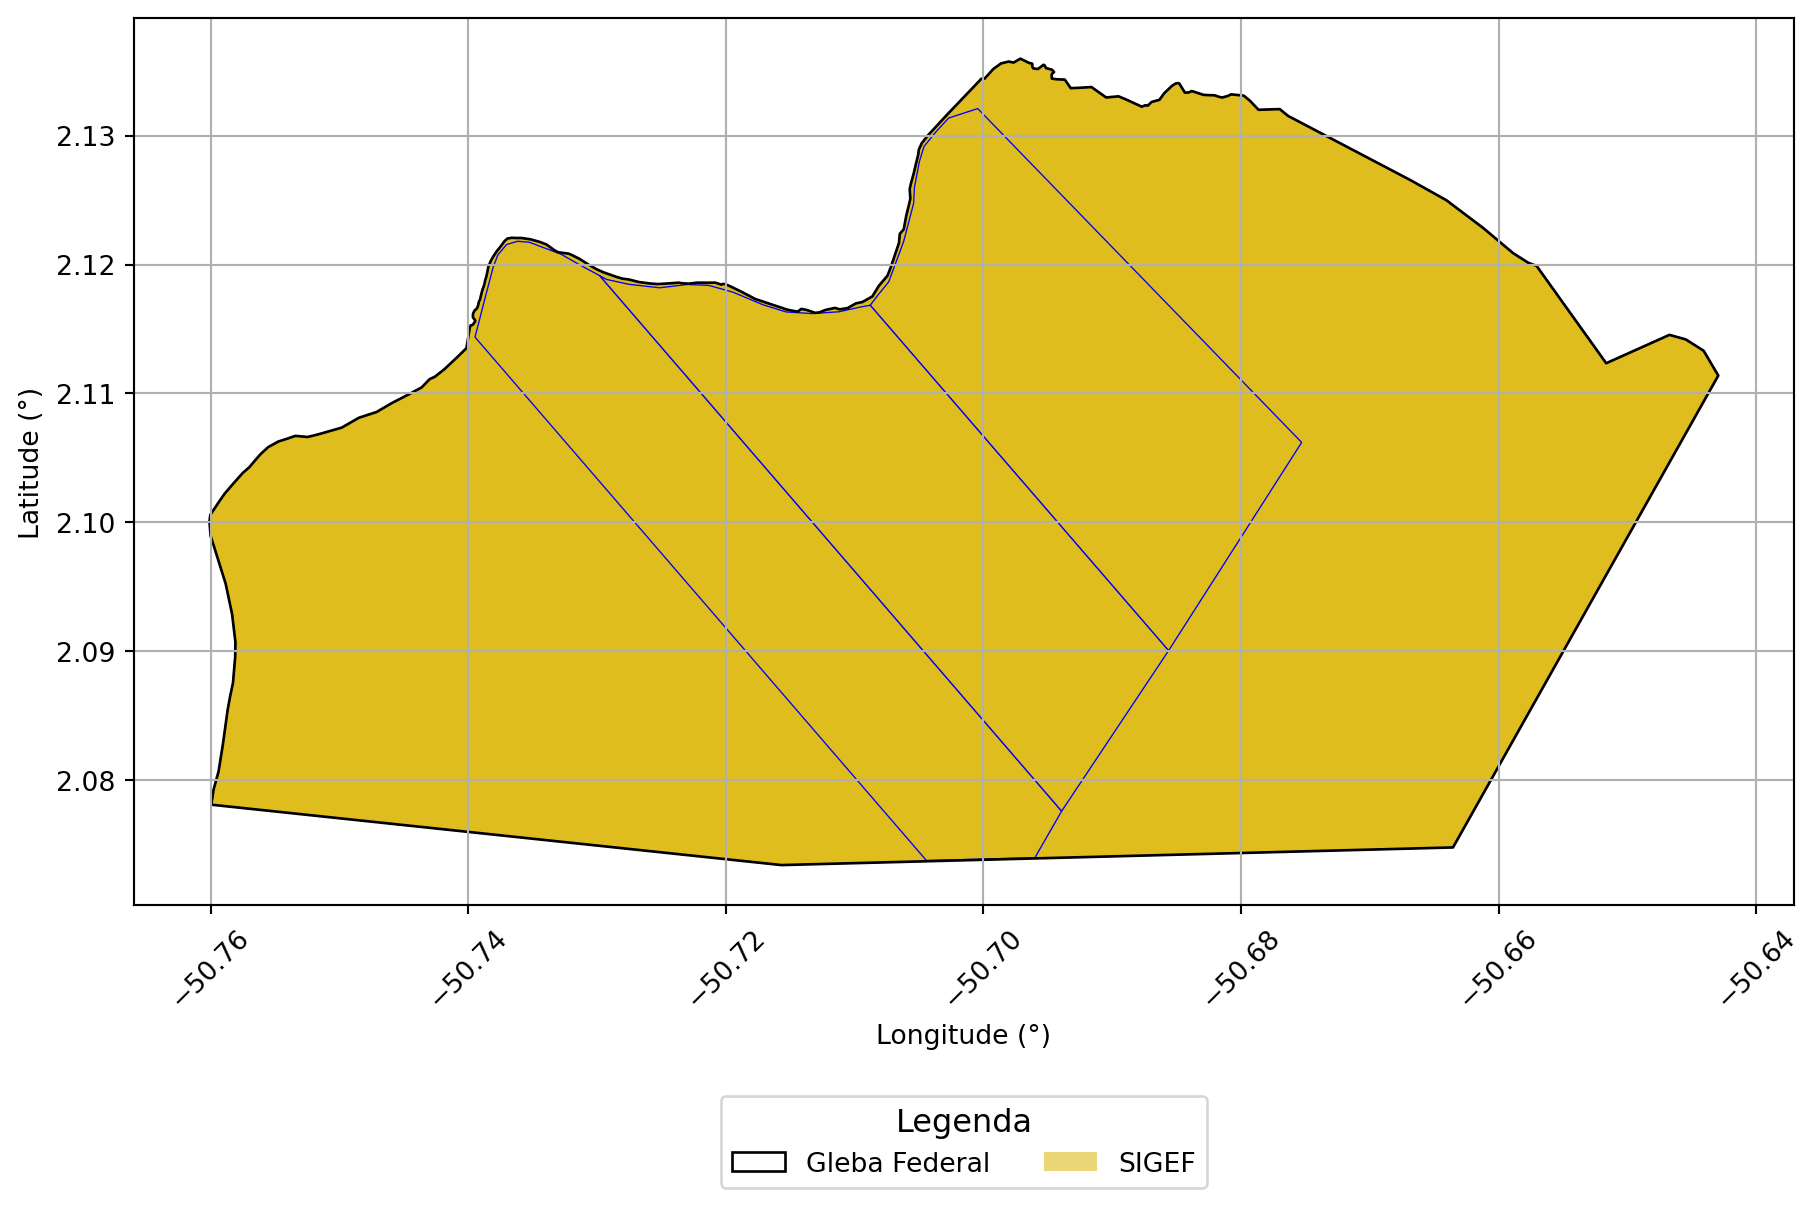 2.13
2.12
2.11
2.10
2.09
2.08
Latitude (°)
−50.76
−50.74
−50.72
−50.70
−50.68
−50.66
−50.64
Longitude (°)
Legenda
Gleba Federal
SIGEF